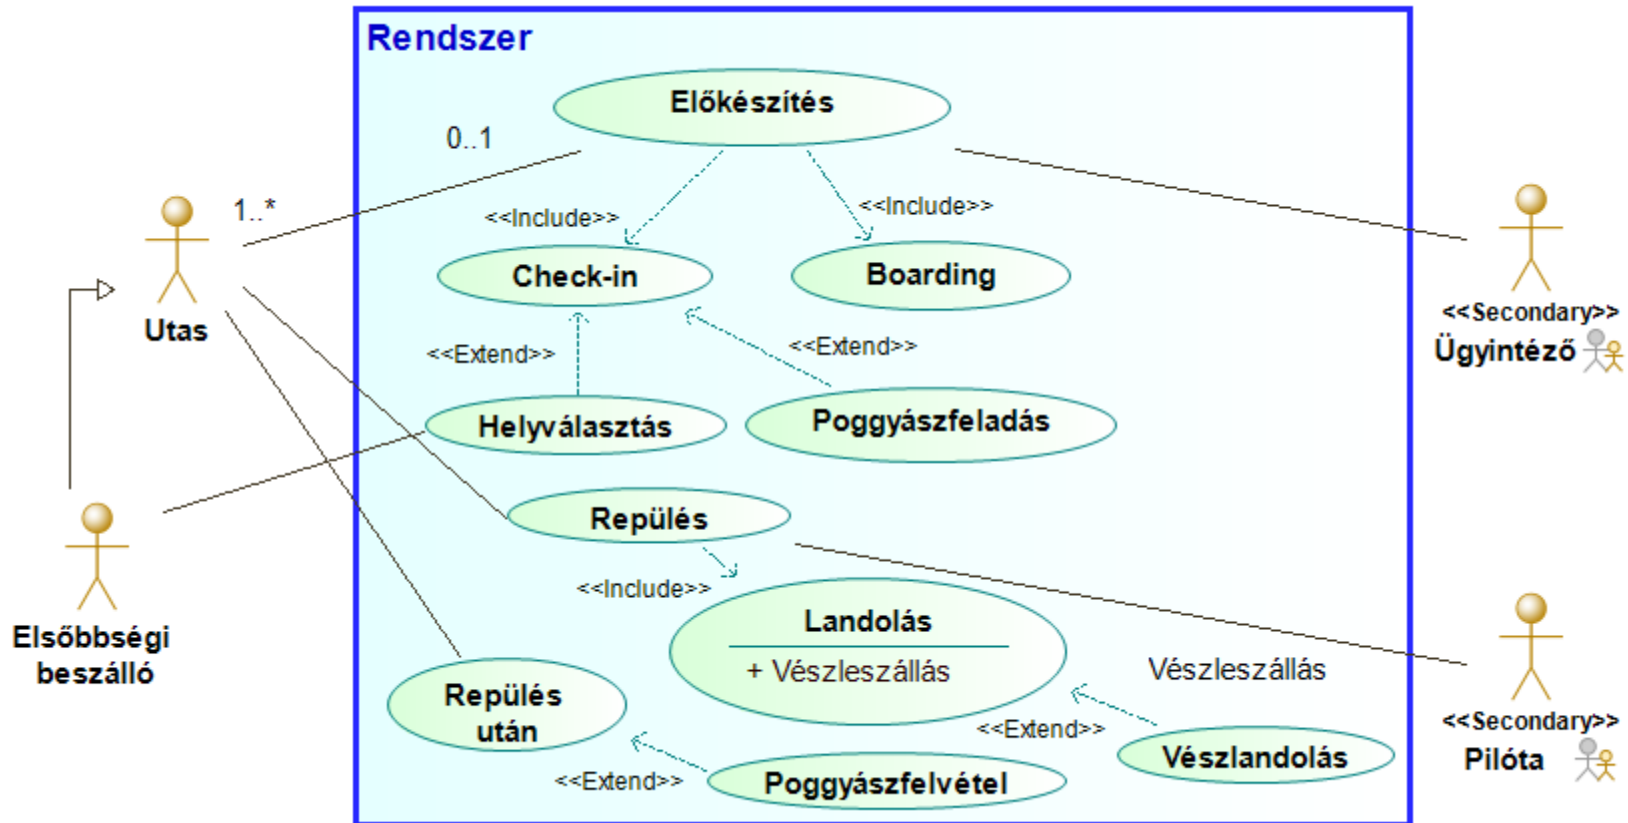 Rendszer
Előkészítés
0..1
1..*
<<Include>>
<<Include>>
Check-in
Boarding
Utas
<<Secondary>>
Ügyintéző
<<Extend>>
<<Extend>>
Helyválasztás
Poggyászfeladás
Repülés
<<Include>>
Elsőbbségi
beszálló
Landolás
+ Vészleszállás
Vészleszállás
Repülés
után
<<Extend>>
<<Secondary>>
Pilóta
Vészlandolás
<<Extend>>
Poggyászfelvétel